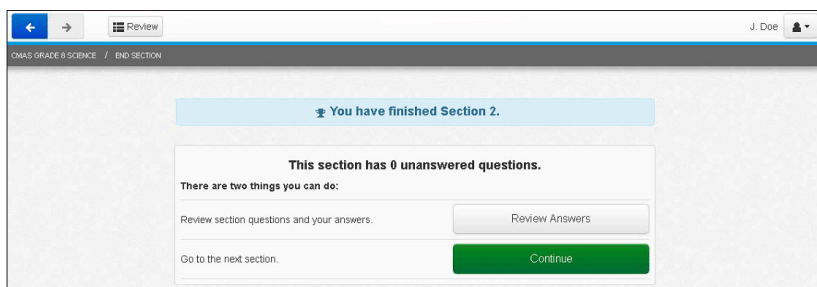 Review
J. Doe
CMAS GRADE 8 SCIENCE / END SECTION
You have finished Section 2.
This section has 0 unanswered questions.
There are two things you can do:
Review section questions and your answers.
Review Answers
Go to the next section.
Continue